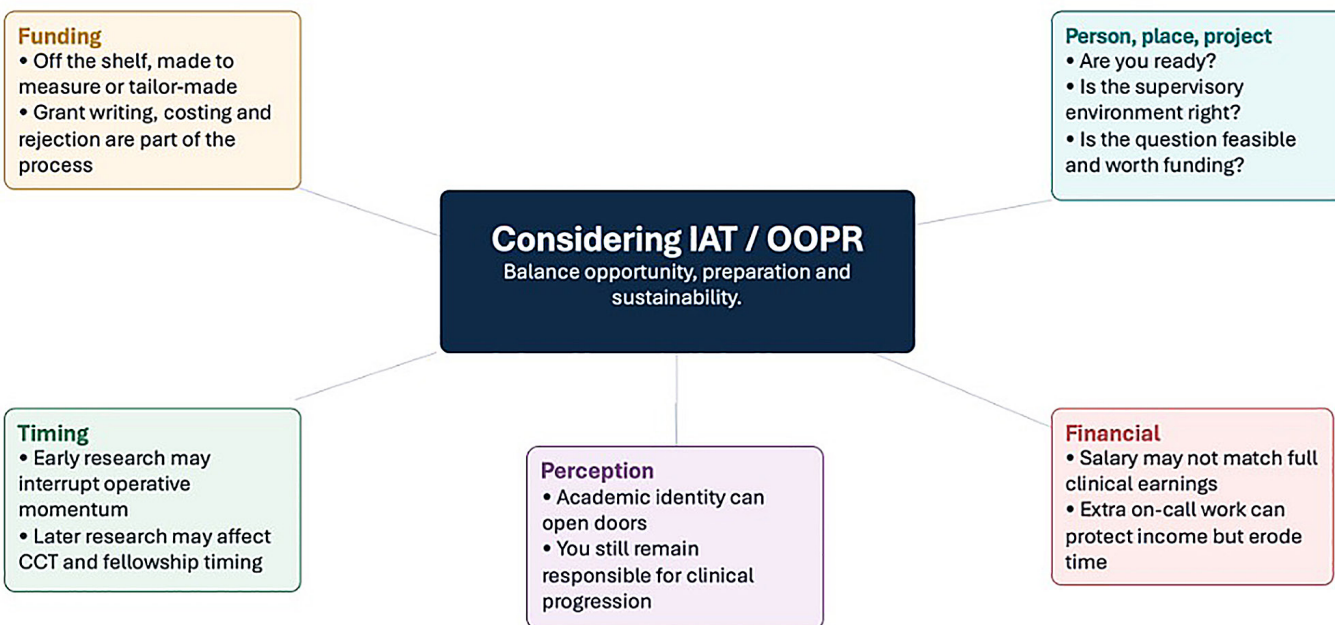 Funding
• Off the shelf, made to
measure or tailor-made
• Grant writing, costing and
rejection are part of the
process
Person, place, project
• Are you ready?
• Is the supervisory
environment right?
• Is the question feasible
and worth funding?
Considering IAT / OOPR
Balance opportunity, preparation and
sustainability.
Timing
• Early research may
interrupt operative
momentum
• Later research may affect
CCT and fellowship timing
Perception
• Academic identity can
open doors
• You still remain
responsible for clinical
progression
Financial
• Salary may not match full
clinical earnings
• Extra on-call work can
protect income but erode
time